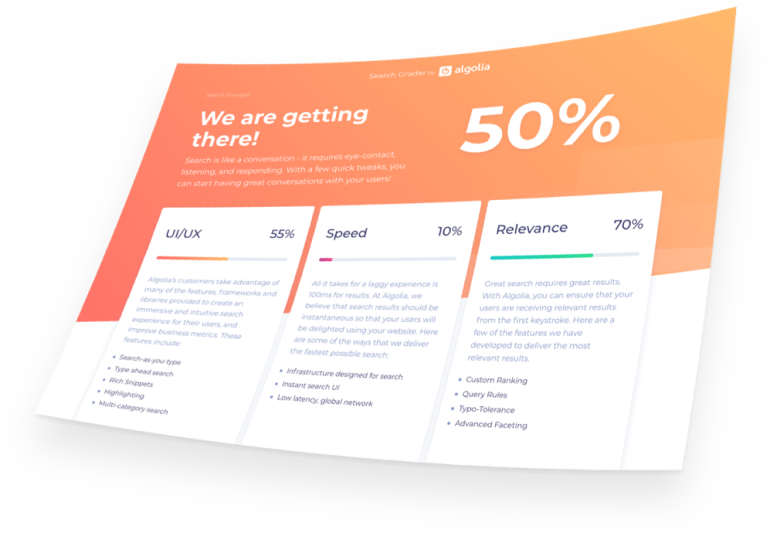 Search Grader by algolia
We are getting
there!
Search is like a conversation - it requires eye-contact,
listening, and responding. With a few quick tweaks, you
can start having great conversations with your users!
50%
UI/UX 55%
Algolia's customers take advantage of
many of the features, frameworks and
libraries provided to create an
immersive and intuitive search
experience for their users, and
improve business metrics. These
features include:
Search-as-you-type
Type ahead search
Rich Snippets
Highlighting
Multi-category search
Speed 10%
All it takes for a laggy experience is
100ms for results. At Algolia, we
believe that search results should be
instantaneous so that your users will
be delighted using your website. Here
are some of the ways that we deliver
the fastest possible search:
Infrastructure designed for search
Instant search UI
Low latency, global network
Relevance 70%
Great search requires great results.
With Algolia, you can ensure that your
users are receiving relevant results
from the first keystroke. Here are a
few of the features we have
developed to deliver the most
relevant results.
Custom Ranking
Query Rules
Typo-Tolerance
Advanced Faceting